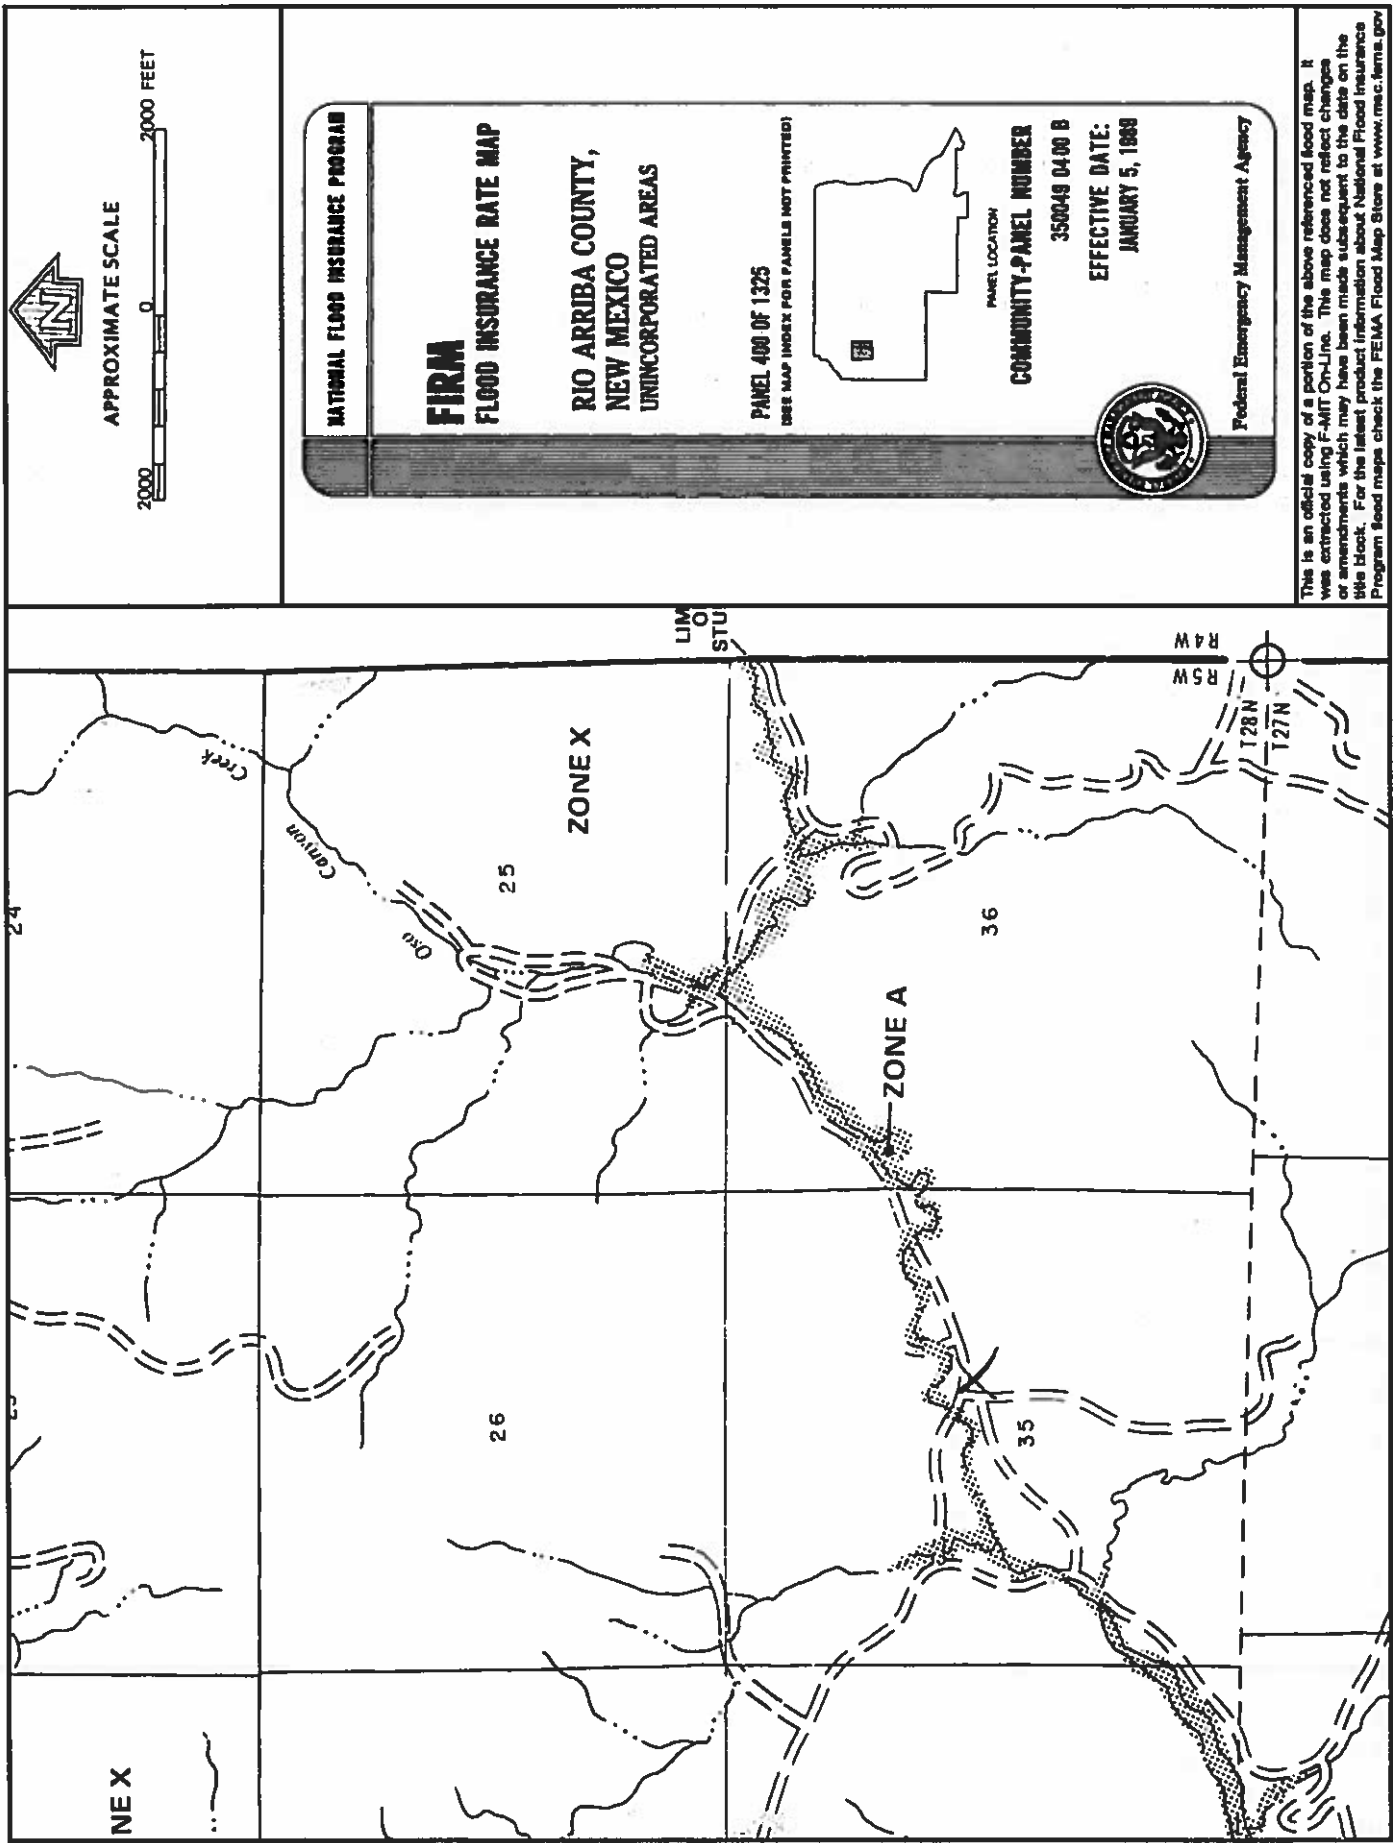 APPROXIMATE SCALE
2000 0 2000 FEET
N
NATIONAL FLOOD INSURANCE PROGRAM
FIRM
FLOOD INSURANCE RATE MAP
RIO ARRIBA COUNTY,
NEW MEXICO
UNINCORPORATED AREAS
PANEL 400 OF 1325
(SEE MAP INDEX FOR PANELS NOT PRINTED)
PANEL LOCATION
COMMUNITY-PANEL NUMBER
350049 0400 B
EFFECTIVE DATE:
JANUARY 5, 1989
Federal Emergency Management Agency
This is an official copy of a portion of the above referenced flood map. It
was extracted using F-MIT On-Line. This map does not reflect changes
or amendments which may have been made subsequent to the date on the
title block. For the latest product information about National Flood Insurance
Program flood maps check the FEMA Flood Map Store at www.msc.fema.gov
NE X
24
Creek
Canyon
Oso
25
ZONE X
26
LIM
O
STU
ZONE A
36
35
R5W
R4W
T28N
T27N